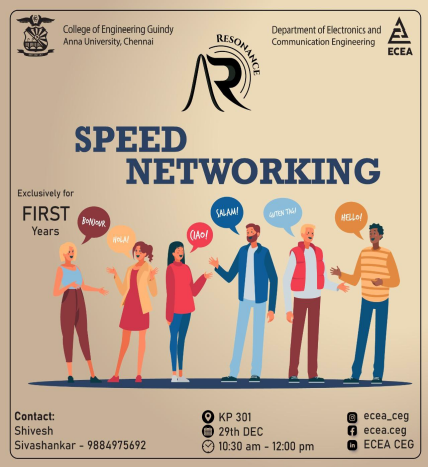 College of Engineering Guindy
Anna University, Chennai
Department of Electronics and
Communication Engineering
ECEA
RESONANCE
AR
SPEED
NETWORKING
Exclusively for
FIRST
Years
BONJOUR
HOLA!
CIAO!
SALAM!
GUTEN TAG!
HELLO!
Contact:
Shivesh
Sivashankar - 9884975692
KP 301
29th DEC
10:30 am - 12:00 pm
ecea_ceg
ecea.ceg
ECEA CEG